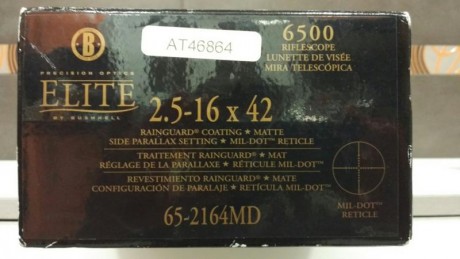 AT46864
B
PRECISION OPTICS
ELITE
BY BUSHNELL
6500
RIFLESCOPE
LUNETTE DE VISÉE
MIRA TELESCÓPICA
2.5-16 x 42
RAINGUARD® COATING ★ MATTE
SIDE PARALLAX SETTING ★ MIL-DOT™ RETICLE
TRAITEMENT RAINGUARD® ★ MAT
RÉGLAGE DE LA PARALLAXE ★ RÉTICULE MIL-DOT™
REVESTIMIENTO RAINGUARD® ★ MATE
CONFIGURACIÓN DE PARALAJE ★ RETÍCULA MIL-DOT™
MIL-DOT™
RETICLE
65-2164MD